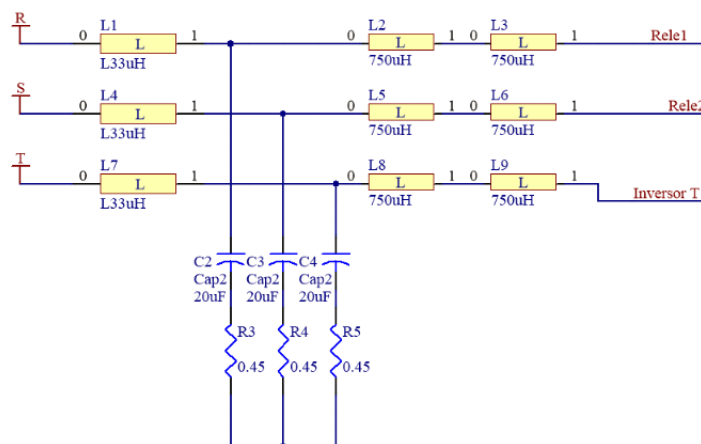 R
L1
L2
L3
0
1
0
1
0
1
Rele1
L
L
L
L33uH
750uH
750uH
S
L4
L5
L6
0
1
0
1
0
1
Rele2
L
L
L
L33uH
750uH
750uH
T
L7
L8
L9
0
1
0
1
0
1
L
L
L
Inversor T
L33uH
750uH
750uH
C2
C3
C4
Cap2
Cap2
Cap2
20uF
20uF
20uF
R3
R4
R5
0.45
0.45
0.45